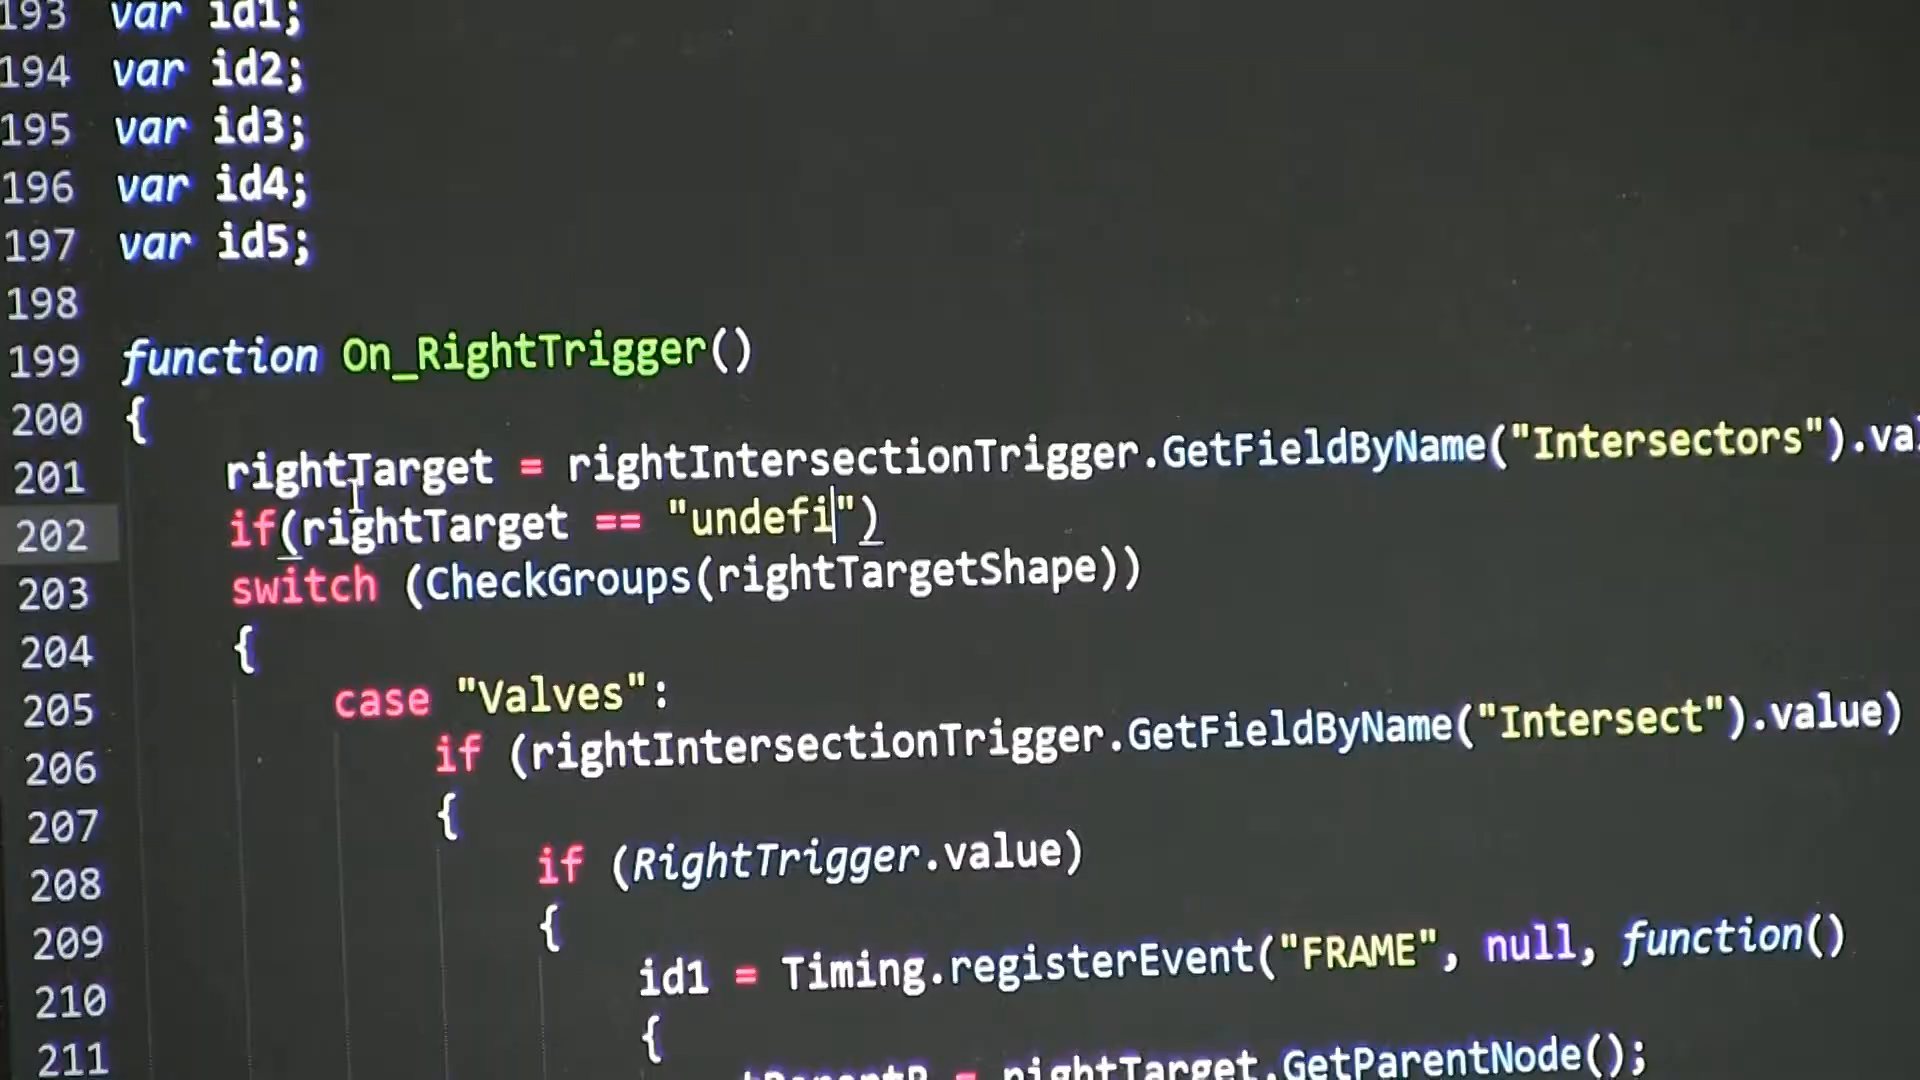 193 var id1;
194 var id2;
195 var id3;
196 var id4;
197 var id5;
198
199 function On_RightTrigger()
200 {
201 rightTarget = rightIntersectionTrigger.GetFieldByName("Intersectors").va
202 if(rightTarget == "undefi")
203 switch (CheckGroups(rightTargetShape))
204 {
205 case "Valves":
206 if (rightIntersectionTrigger.GetFieldByName("Intersect").value)
207 {
208 if (RightTrigger.value)
209 {
210 id1 = Timing.registerEvent("FRAME", null, function()
211 {
= rightTarget.GetParentNode();